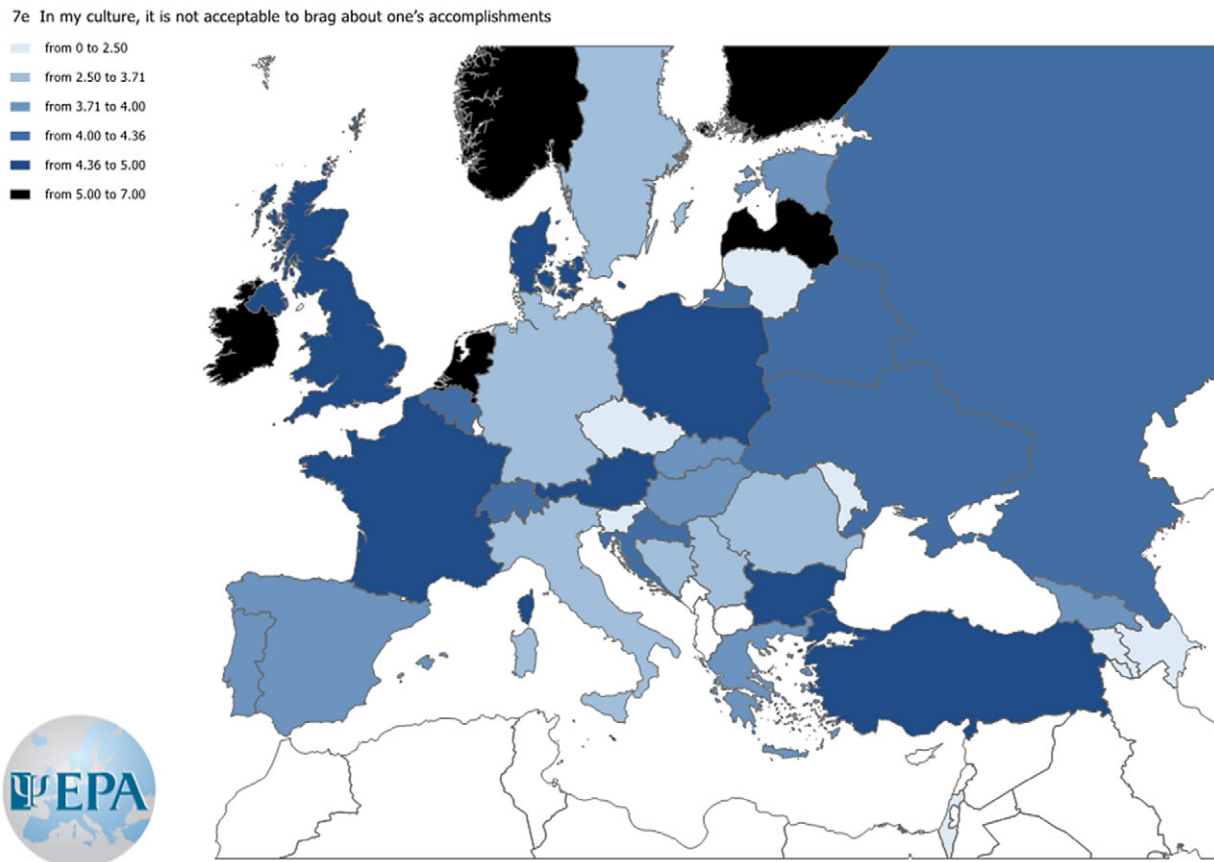 7e In my culture, it is not acceptable to brag about one’s accomplishments
from 0 to 2.50
from 2.50 to 3.71
from 3.71 to 4.00
from 4.00 to 4.36
from 4.36 to 5.00
from 5.00 to 7.00
ΨEPA